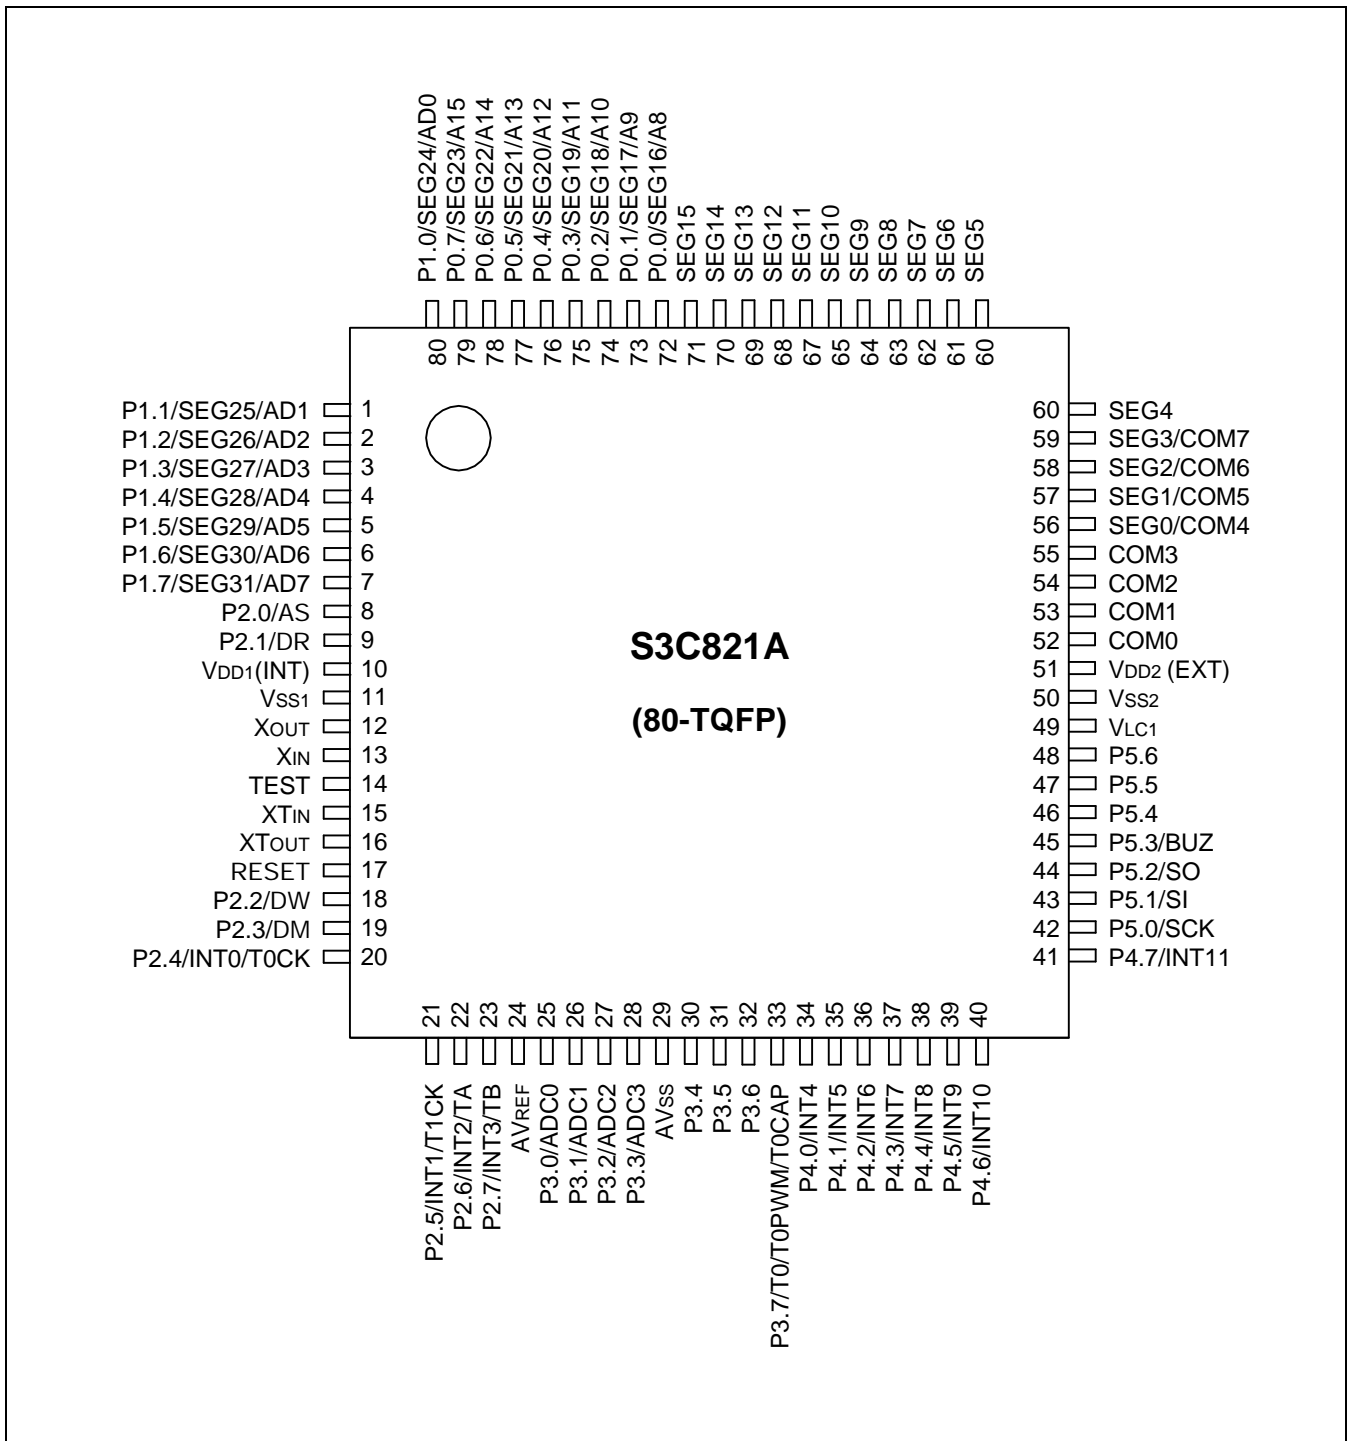 P1.0/SEG24/AD0
P0.7/SEG23/A15
P0.6/SEG22/A14
P0.5/SEG21/A13
P0.4/SEG20/A12
P0.3/SEG19/A11
P0.2/SEG18/A10
P0.1/SEG17/A9
P0.0/SEG16/A8
SEG15
SEG14
SEG13
SEG12
SEG11
SEG10
SEG9
SEG8
SEG7
SEG6
SEG5
80 79 78 77 76 75 74 73 72 71 70 69 68 67 65 64 63 62 61 60
P1.1/SEG25/AD1 1
P1.2/SEG26/AD2 2
P1.3/SEG27/AD3 3
P1.4/SEG28/AD4 4
P1.5/SEG29/AD5 5
P1.6/SEG30/AD6 6
P1.7/SEG31/AD7 7
P2.0/AS 8
P2.1/DR 9
VDD1(INT) 10
VSS1 11
XOUT 12
XIN 13
TEST 14
XTIN 15
XTOUT 16
RESET 17
P2.2/DW 18
P2.3/DM 19
P2.4/INT0/T0CK 20
S3C821A
(80-TQFP)
60 SEG4
59 SEG3/COM7
58 SEG2/COM6
57 SEG1/COM5
56 SEG0/COM4
55 COM3
54 COM2
53 COM1
52 COM0
51 VDD2 (EXT)
50 VSS2
49 VLC1
48 P5.6
47 P5.5
46 P5.4
45 P5.3/BUZ
44 P5.2/SO
43 P5.1/SI
42 P5.0/SCK
41 P4.7/INT11
21 22 23 24 25 26 27 28 29 30 31 32 33 34 35 36 37 38 39 40
P2.5/INT1/T1CK
P2.6/INT2/TA
P2.7/INT3/TB
AVREF
P3.0/ADC0
P3.1/ADC1
P3.2/ADC2
P3.3/ADC3
AVSS
P3.4
P3.5
P3.6
P3.7/T0/T0PWM/T0CAP
P4.0/INT4
P4.1/INT5
P4.2/INT6
P4.3/INT7
P4.4/INT8
P4.5/INT9
P4.6/INT10